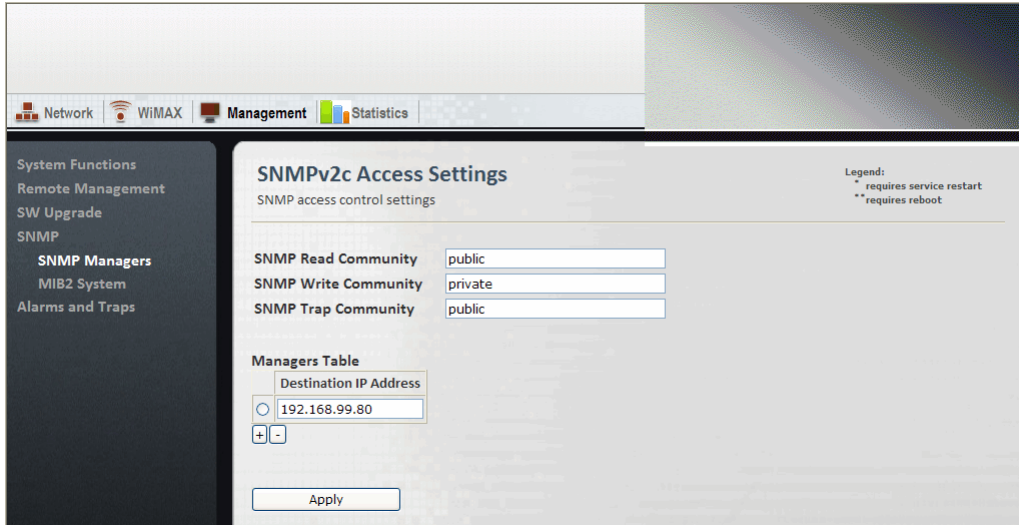 Network WiMAX Management Statistics
System Functions
Remote Management
SW Upgrade
SNMP
SNMP Managers
MIB2 System
Alarms and Traps
SNMPv2c Access Settings
SNMP access control settings
Legend:
* requires service restart
** requires reboot
SNMP Read Community public
SNMP Write Community private
SNMP Trap Community public
Managers Table
Destination IP Address
192.168.99.80
+ -
Apply